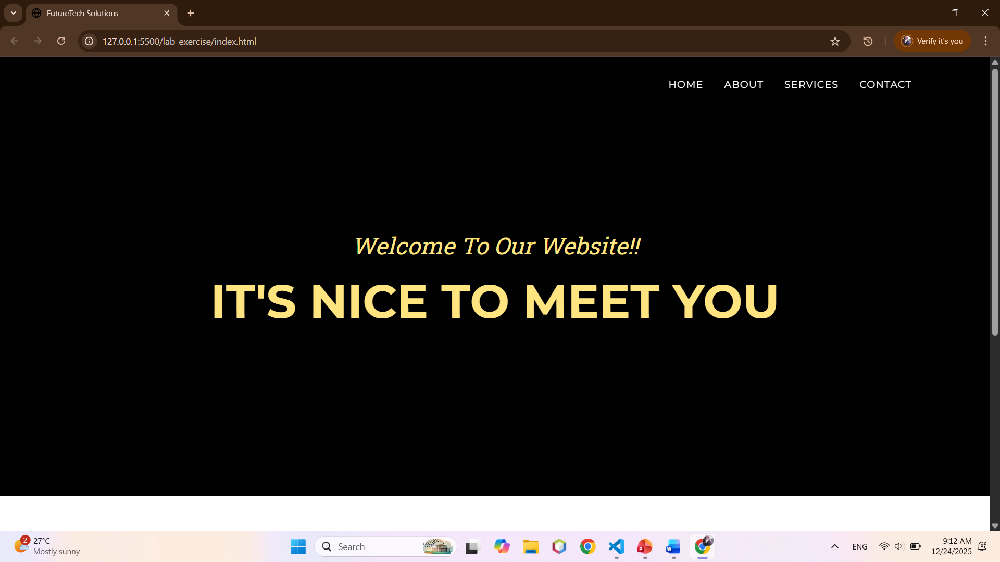 FutureTech Solutions
127.0.0.1:5500/lab_exercise/index.html
Verify it's you
HOME ABOUT SERVICES CONTACT
Welcome To Our Website!!
IT'S NICE TO MEET YOU
2
27°C
Mostly sunny
Search
P
W
ENG
9:12 AM
12/24/2025